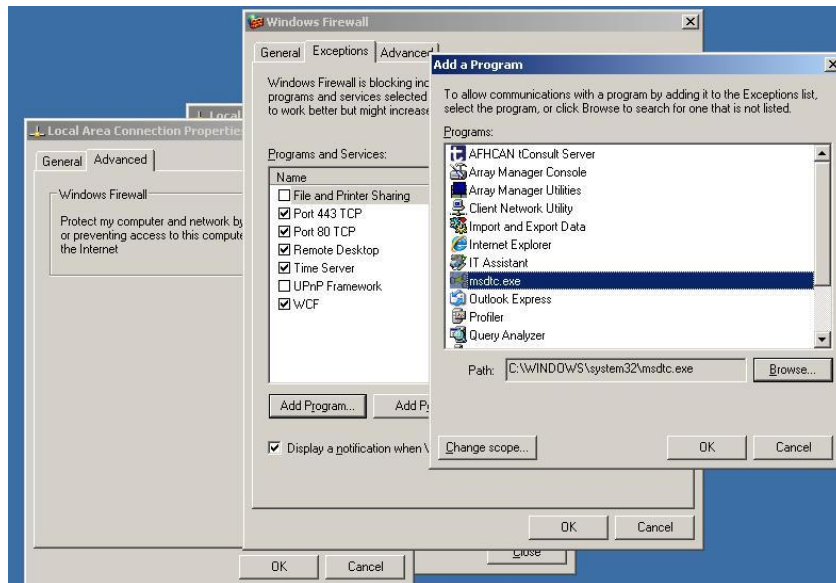 Windows Firewall
General Exceptions Advanced
Windows Firewall is blocking
programs and services selected
to work better but might increase
Programs and Services:
Name
File and Printer Sharing
Port 443 TCP
Port 80 TCP
Remote Desktop
Time Server
UPnP Framework
WCF
Add Program...
Add
Display a notification when
OK Cancel
Add a Program
To allow communications with a program by adding it to the Exceptions list,
select the program, or click Browse to search for one that is not listed.
Programs:
AFHCAN tConsult Server
Array Manager Console
Array Manager Utilities
Client Network Utility
Import and Export Data
Internet Explorer
IT Assistant
msdtc.exe
Outlook Express
Profiler
Query Analyzer
Path: C:\WINDOWS\system32\msdtc.exe Browse...
Change scope... OK Cancel
Local
Local Area Connection Properties
General Advanced
Windows Firewall
Protect my computer and network by
or preventing access to this compute
the Internet
OK Cancel
Close